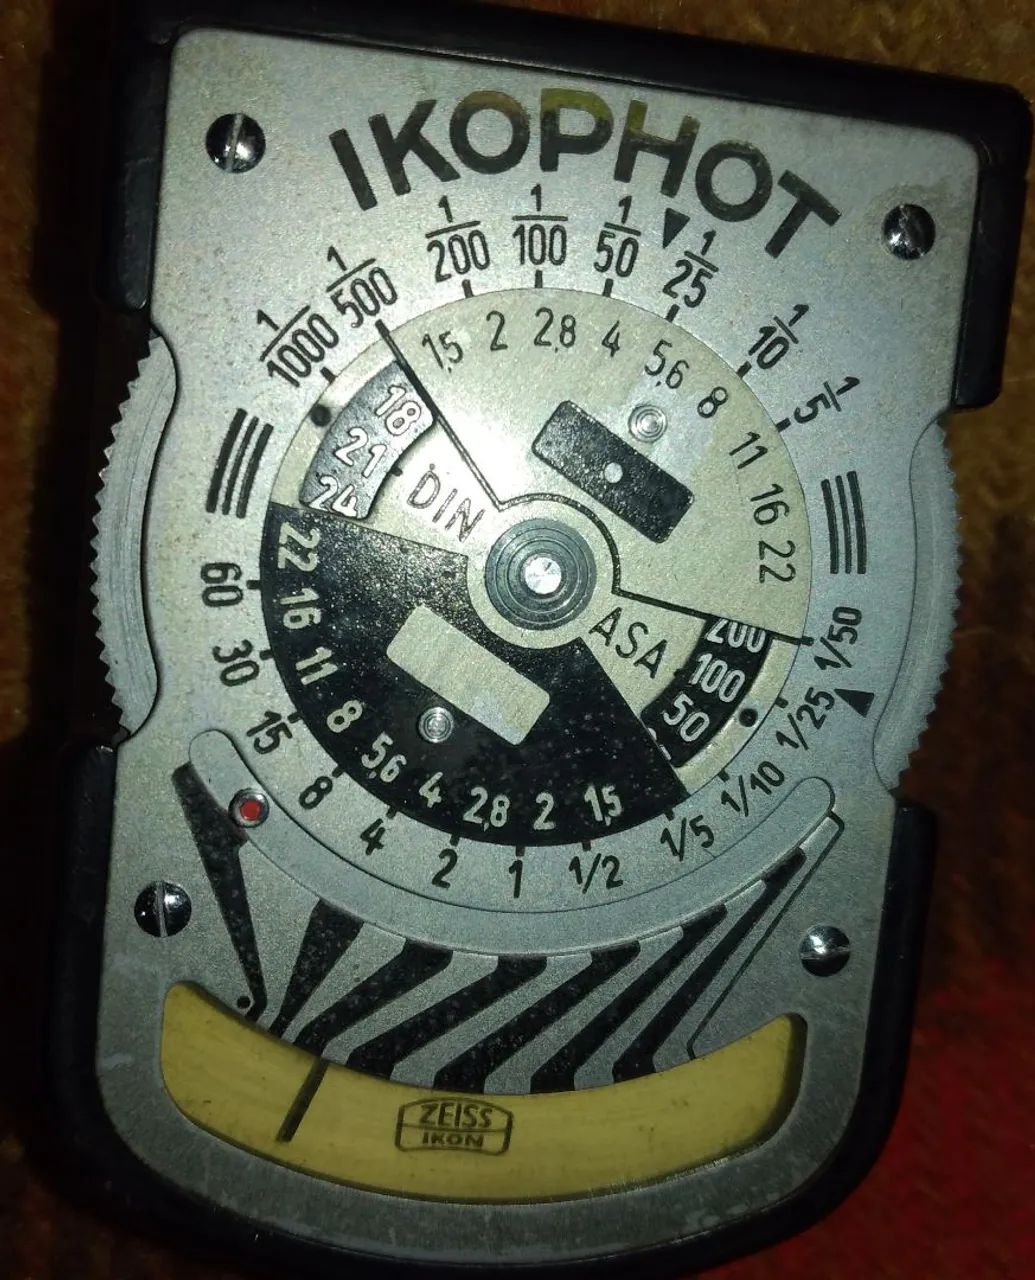 IKOPHOT
1/1000 1/500 1/200 1/100 1/50 1/25 1/10 1/5
1,5 2 2,8 4 5,6 8 11 16 22
18
21
24
DIN
ASA
200
100
50
22 16 11 8 5,6 4 2,8 2 1,5
60 30 15 8 4 2 1 1/2 1/5 1/10 1/25 1/50
ZEISS
IKON